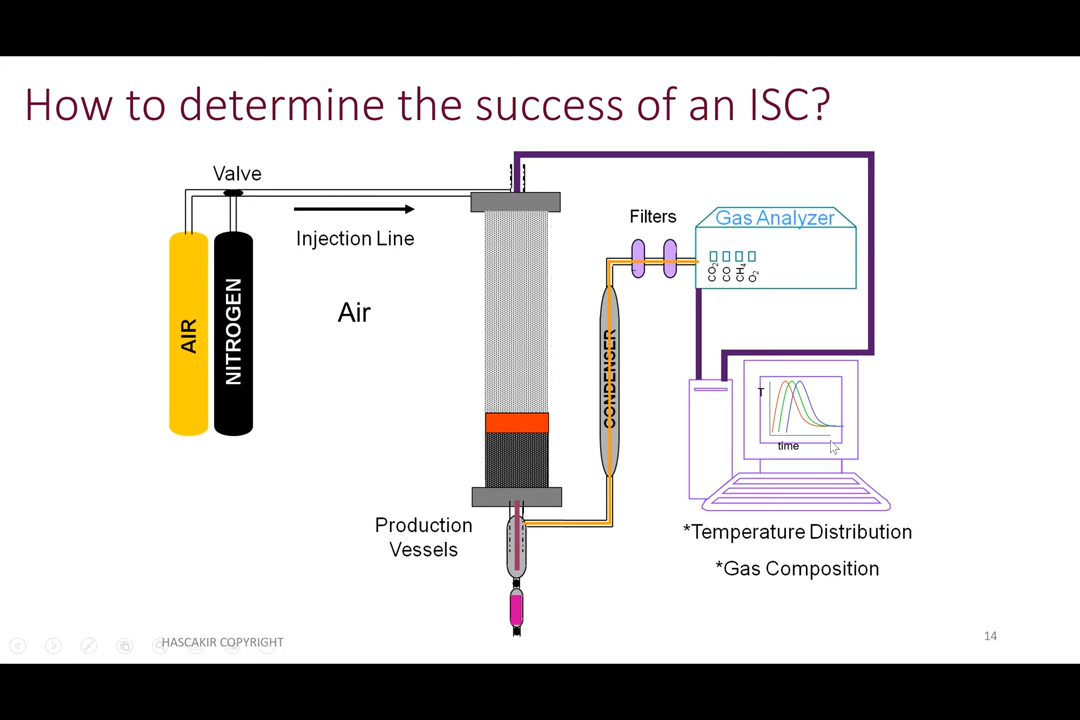 How to determine the success of an ISC?
Valve
Injection Line
Air
AIR
NITROGEN
Filters
Gas Analyzer
CO2
CO
CH4
O2
CONDENSER
T
time
Production
Vessels
*Temperature Distribution
*Gas Composition
HASCAKIR COPYRIGHT
14